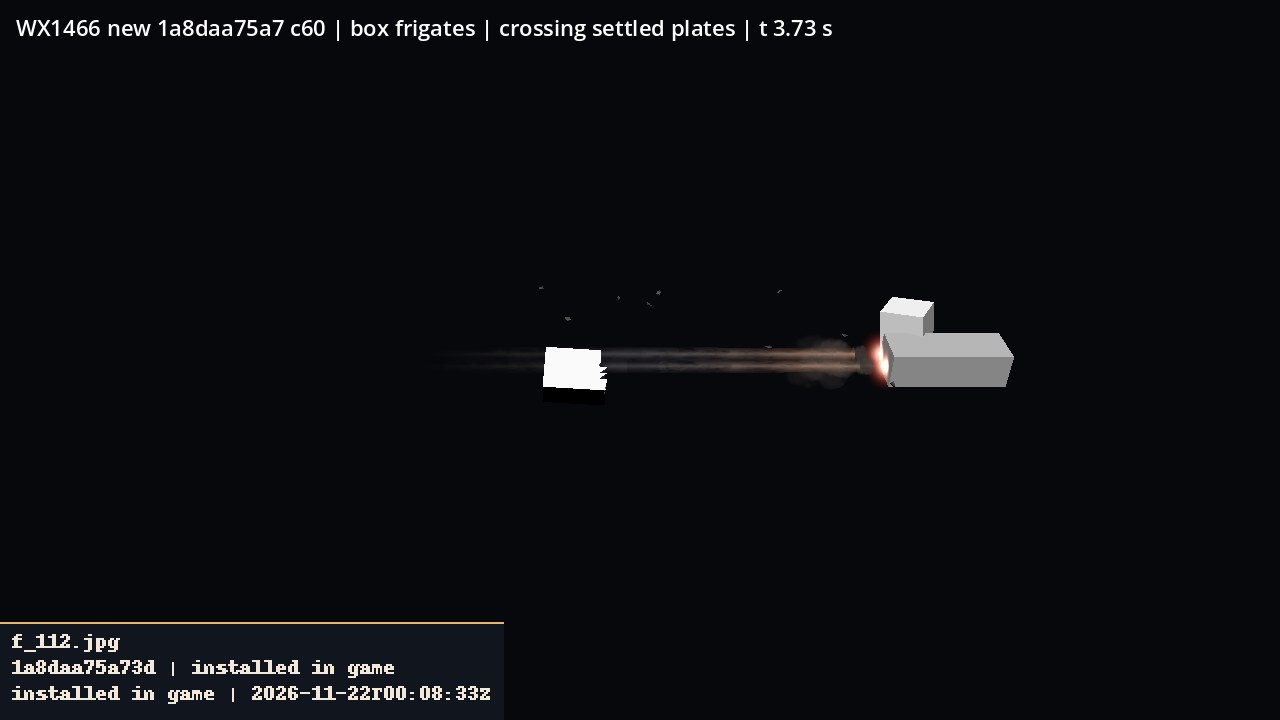 WX1466 new 1a8daa75a7 c60 | box frigates | crossing settled plates | t 3.73 s
f_112.jpg
1a8daa75a73d | installed in game
installed in game | 2026-11-22T00:08:33Z